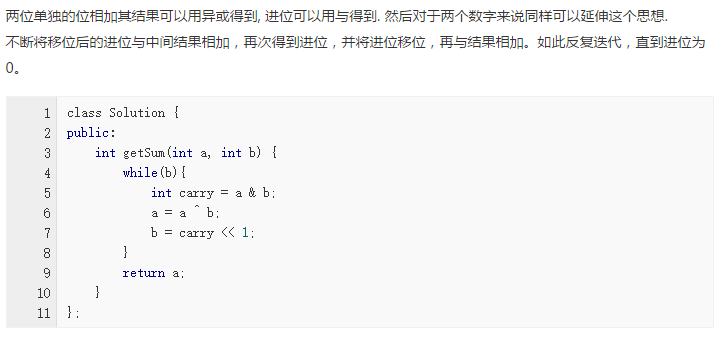 两位单独的位相加其结果可以用异或得到, 进位可以用与得到. 然后对于两个数字来说同样可以延伸这个思想.
不断将移位后的进位与中间结果相加，再次得到进位，并将进位移位，再与结果相加。如此反复迭代，直到进位为
0。
1 class Solution {
2 public:
3     int getSum(int a, int b) {
4         while(b){
5             int carry = a & b;
6             a = a ^ b;
7             b = carry << 1;
8         }
9         return a;
10     }
11 };